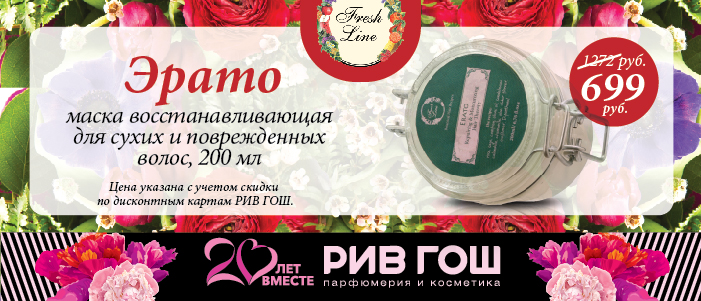 Fresh
Line
Эрато
маска восстанавливающая
для сухих и поврежденных
волос, 200 мл
Цена указана с учетом скидки
по дисконтным картам РИВ ГОШ.
1272 руб.
699
руб.
ERATO
20 ЛЕТ
ВМЕСТЕ
РИВ ГОШ
парфюмерия и косметика